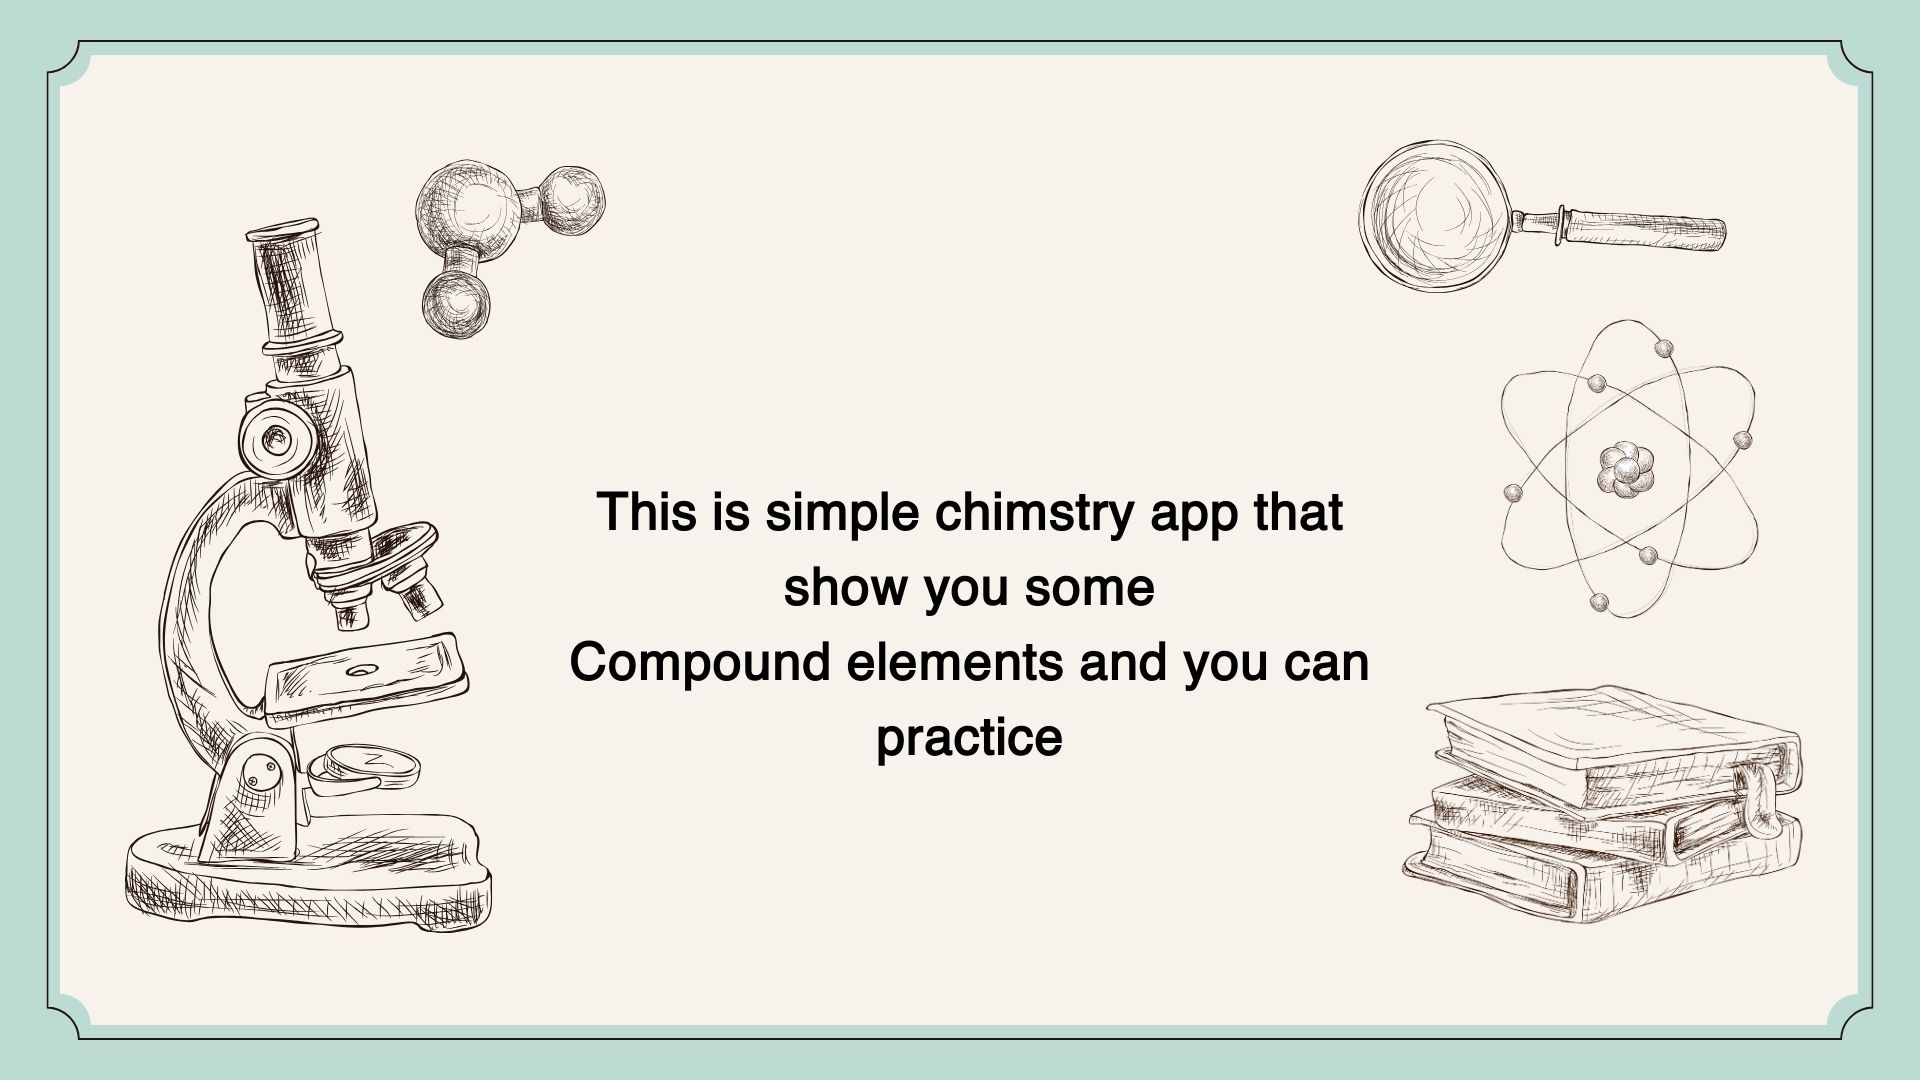 This is simple chimstry app that
show you some
Compound elements and you can
practice